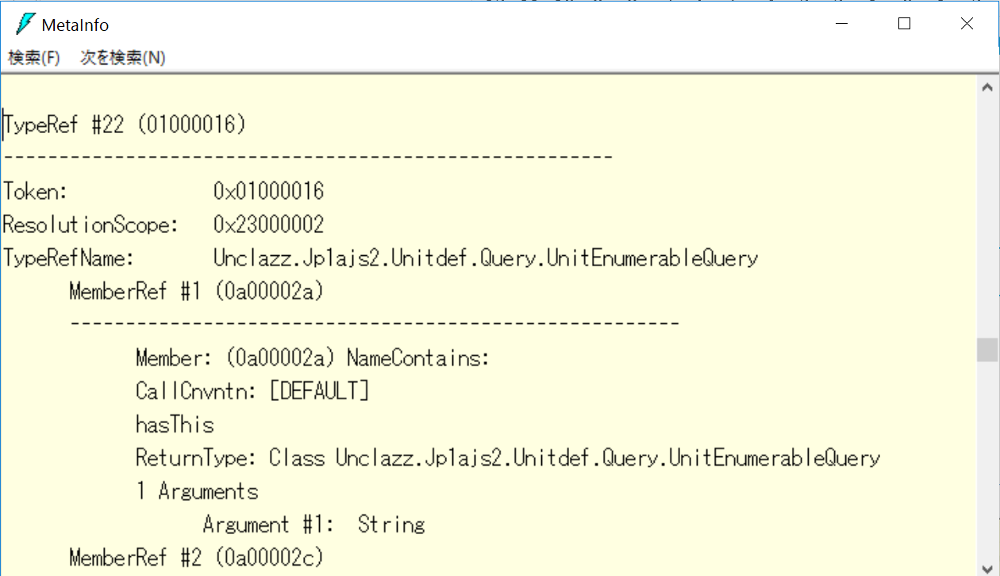 MetaInfo
検索(F) 次を検索(N)
TypeRef #22 (01000016)
-------------------------------------------------------
Token: 0x01000016
ResolutionScope: 0x23000002
TypeRefName: Unclazz.Jp1ajs2.Unitdef.Query.UnitEnumerableQuery
MemberRef #1 (0a00002a)
-------------------------------------------------------
Member: (0a00002a) NameContains:
CallCnvntn: [DEFAULT]
hasThis
ReturnType: Class Unclazz.Jp1ajs2.Unitdef.Query.UnitEnumerableQuery
1 Arguments
Argument #1: String
MemberRef #2 (0a00002c)